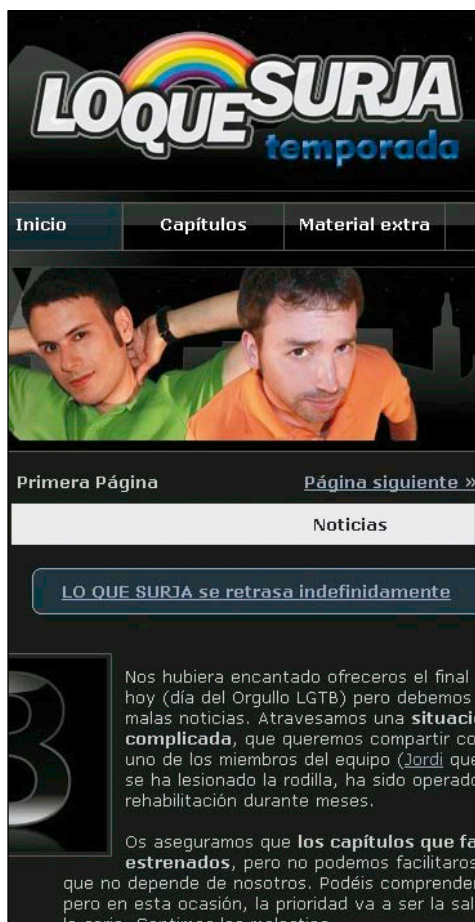 LO QUE SURJA
temporada
Inicio Capítulos Material extra
Primera Página Página siguiente »
Noticias
LO QUE SURJA se retrasa indefinidamente
3
Nos hubiera encantado ofreceros el final
hoy (día del Orgullo LGTB) pero debemos
malas noticias. Atravesamos una situaci
complicada, que queremos compartir co
uno de los miembros del equipo (Jordi que
se ha lesionado la rodilla, ha sido operado
rehabilitación durante meses.
Os aseguramos que los capítulos que fa
estrenados, pero no podemos facilitaros
que no depende de nosotros. Podéis comprender
pero en esta ocasión, la prioridad va a ser la sal